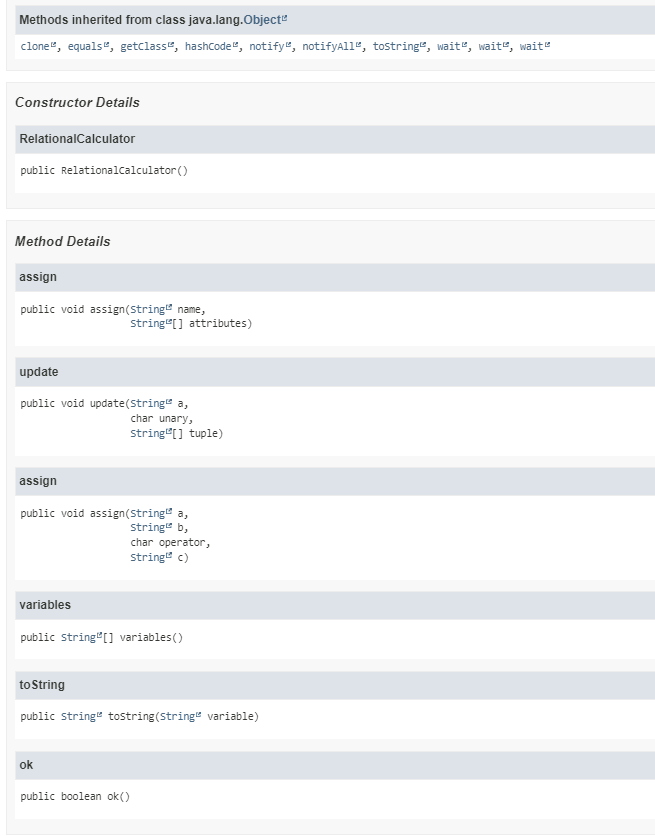 Methods inherited from class java.lang.Object
clone, equals, getClass, hashCode, notify, notifyAll, toString, wait, wait, wait
Constructor Details
RelationalCalculator
public RelationalCalculator()
Method Details
assign
public void assign(String name,
String[] attributes)
update
public void update(String a,
char unary,
String[] tuple)
assign
public void assign(String a,
String b,
char operator,
String c)
variables
public String[] variables()
toString
public String toString(String variable)
ok
public boolean ok()